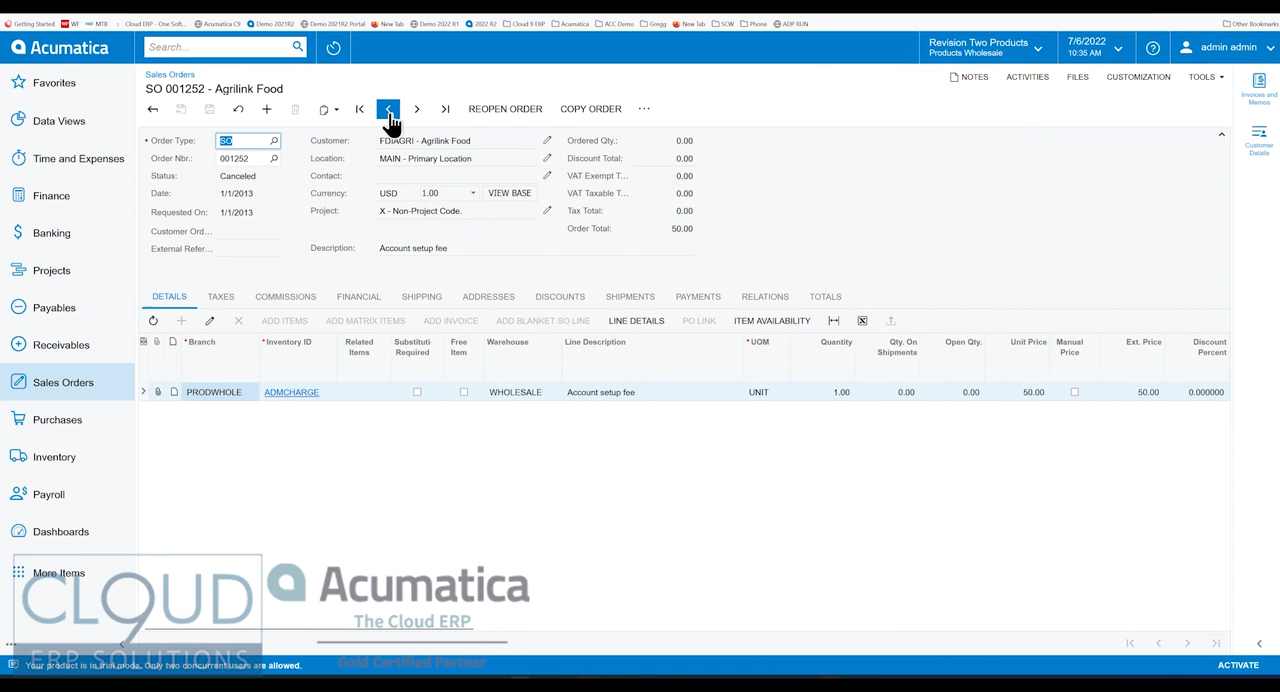 Getting Started WF MTB Cloud ERP - One Soft... Acumatica C9 Demo 2021R2 Demo 2021R2 Portal New Tab Demo 2022 R1 2022 R2 Cloud 9 ERP Acumatica ACC Demo Gregg New Tab SCW Phone ADP RUN Other Bookmarks
Acumatica Search... Revision Two Products Products Wholesale 7/6/2022 10:35 AM admin admin
Favorites
Data Views
Time and Expenses
Finance
Banking
Projects
Payables
Receivables
Sales Orders
Purchases
Inventory
Payroll
Dashboards
More Items
Sales Orders
SO 001252 - Agrilink Food
NOTES ACTIVITIES FILES CUSTOMIZATION TOOLS
REOPEN ORDER COPY ORDER ...
* Order Type: SO Customer: FDIAGRI - Agrilink Food Ordered Qty.: 0.00
Order Nbr.: 001252 Location: MAIN - Primary Location Discount Total: 0.00
Status: Canceled Contact: VAT Exempt T... 0.00
Date: 1/1/2013 Currency: USD 1.00 VIEW BASE VAT Taxable T... 0.00
Requested On: 1/1/2013 Project: X - Non-Project Code. Tax Total: 0.00
Customer Ord... Order Total: 50.00
External Refer... Description: Account setup fee
Invoices and Memos
Customer Details
DETAILS TAXES COMMISSIONS FINANCIAL SHIPPING ADDRESSES DISCOUNTS SHIPMENTS PAYMENTS RELATIONS TOTALS
ADD ITEMS ADD MATRIX ITEMS ADD INVOICE ADD BLANKET SO LINE LINE DETAILS PO LINK ITEM AVAILABILITY
* Branch * Inventory ID Related Items Substituti Required Free Item Warehouse Line Description * UOM Quantity Qty. On Shipments Open Qty. Unit Price Manual Price Ext. Price Discount Percent
PRODWHOLE ADMCHARGE WHOLESALE Account setup fee UNIT 1.00 0.00 0.00 50.00 50.00 0.000000
CLOUD9
ERP SOLUTIONS
Acumatica
The Cloud ERP
Gold Certified Partner
Your product is in trial mode. Only two concurrent users are allowed. ACTIVATE